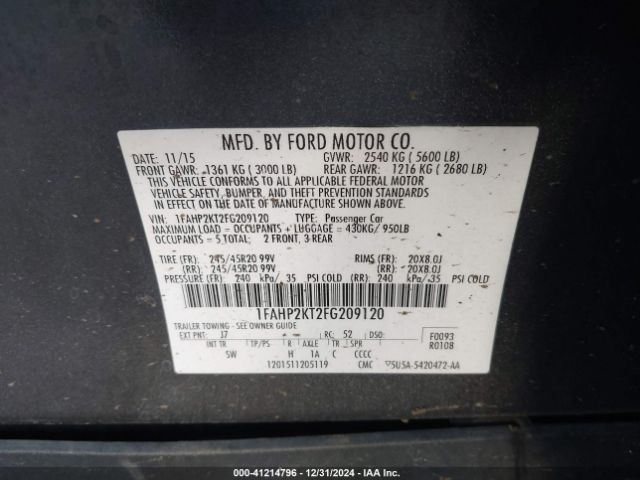 MFD. BY FORD MOTOR CO.
DATE: 11/15 GVWR: 2540 KG ( 5600 LB)
FRONT GAWR: 1361 KG ( 3000 LB) REAR GAWR: 1216 KG ( 2680 LB)
THIS VEHICLE CONFORMS TO ALL APPLICABLE FEDERAL MOTOR
VEHICLE SAFETY, BUMPER, AND THEFT PREVENTION STANDARDS
IN EFFECT ON THE DATE OF MANUFACTURE SHOWN ABOVE.
VIN: 1FAHP2KT2FG209120 TYPE: Passenger Car
MAXIMUM LOAD = OCCUPANTS + LUGGAGE = 430KG/ 950LB
OCCUPANTS = 5 TOTAL; 2 FRONT, 3-REAR
TIRE (FR): 245/45R20 99V RIMS (FR): 20X8.0J
(RR): 245/45R20 99V (RR): 20X8.0J
PRESSURE (FR): 240 kPa/ 35 PSI COLD (RR): 240 kPa/ 35 PSI COLD
1FAHP2KT2FG209120
TRAILER TOWING - SEE OWNER GUIDE
EXT PNT: J7 RC: 52 DSO: F0093
INT TR TP/PS R AXLE TR SPR R0108
5W H 1A C CCCC
1201511205119 CMC 5U5A-5420472-AA
000-41214796 - 12/31/2024 - IAA Inc.